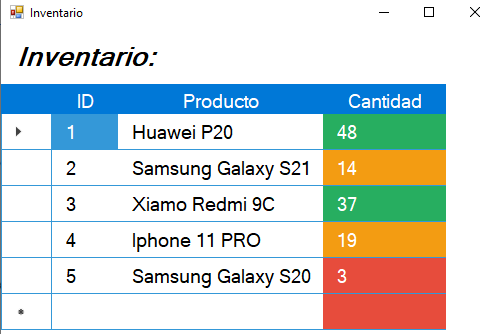 Inventario
Inventario:
ID Producto Cantidad
1 Huawei P20 48
2 Samsung Galaxy S21 14
3 Xiamo Redmi 9C 37
4 Iphone 11 PRO 19
5 Samsung Galaxy S20 3